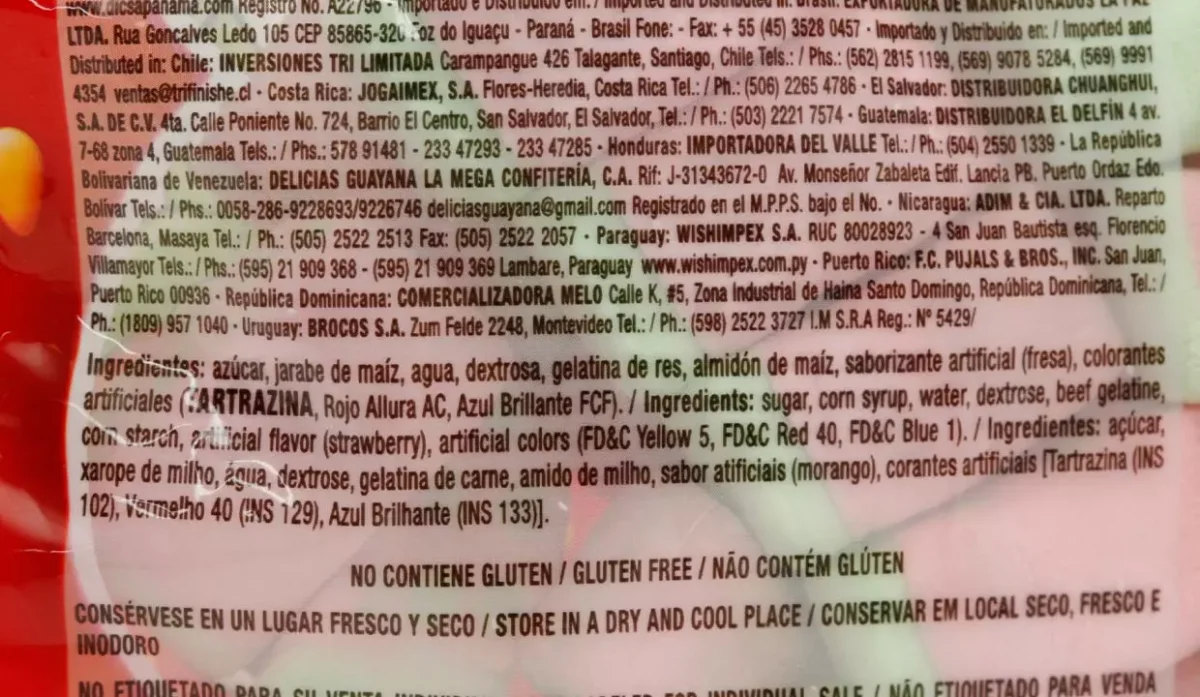 www.dicsapanama.com Registro No. A22796 - Importado e Distribuído em: / Imported and Distributed in: Brasil: EXPORTADORA DE MANUFATURADOS LA PAZ
LTDA. Rua Goncalves Ledo 105 CEP 85865-320 Foz do Iguaçu - Paraná - Brasil Fone: - Fax: + 55 (45) 3528 0457 · Importado y Distribuido en: / Imported and
Distributed in: Chile: INVERSIONES TRI LIMITADA Carampangue 426 Talagante, Santiago, Chile Tels.: / Phs.: (562) 2815 1199, (569) 9078 5284, (569) 9991
4354 ventas@trifinishe.cl · Costa Rica: JOGAIMEX, S.A. Flores-Heredia, Costa Rica Tel.: / Ph.: (506) 2265 4786 · El Salvador: DISTRIBUIDORA CHUANGHUI,
S.A. DE C.V. 4ta. Calle Poniente No. 724, Barrio El Centro, San Salvador, El Salvador, Tel.: / Ph.: (503) 2221 7574 · Guatemala: DISTRIBUIDORA EL DELFÍN 4 av.
7-68 zona 4, Guatemala Tels.: / Phs.: 578 91481 - 233 47293 - 233 47285 · Honduras: IMPORTADORA DEL VALLE Tel.: / Ph.: (504) 2550 1339 · La República
Bolivariana de Venezuela: DELICIAS GUAYANA LA MEGA CONFITERÍA, C.A. Rif: J-31343672-0 Av. Monseñor Zabaleta Edif. Lancia PB. Puerto Ordaz Edo.
Bolívar Tels.: / Phs.: 0058-286-9228693/9226746 deliciasguayana@gmail.com Registrado en el M.P.P.S. bajo el No. · Nicaragua: ADIM & CIA. LTDA. Reparto
Barcelona, Masaya Tel.: / Ph.: (505) 2522 2513 Fax: (505) 2522 2057 · Paraguay: WISHIMPEX S.A. RUC 80028923 - 4 San Juan Bautista esq. Florencio
Villamayor Tels.: / Phs.: (595) 21 909 368 - (595) 21 909 369 Lambare, Paraguay www.wishimpex.com.py · Puerto Rico: F.C. PUJALS & BROS., INC. San Juan,
Puerto Rico 00936 · República Dominicana: COMERCIALIZADORA MELO Calle K, #5, Zona Industrial de Haina Santo Domingo, República Dominicana, Tel.: /
Ph.: (1809) 957 1040 · Uruguay: BROCOS S.A. Zum Felde 2248, Montevideo Tel.: / Ph.: (598) 2522 3727 I.M S.R.A Reg.: Nº 5429/
Ingredientes: azúcar, jarabe de maíz, agua, dextrosa, gelatina de res, almidón de maíz, saborizante artificial (fresa), colorantes
artificiales (TARTRAZINA, Rojo Allura AC, Azul Brillante FCF). / Ingredients: sugar, corn syrup, water, dextrose, beef gelatine,
corn starch, artificial flavor (strawberry), artificial colors (FD&C Yellow 5, FD&C Red 40, FD&C Blue 1). / Ingredientes: açúcar,
xarope de milho, água, dextrose, gelatina de carne, amido de milho, sabor atificiais (morango), corantes artificiais [Tartrazina (INS
102), Vermelho 40 (INS 129), Azul Brilhante (INS 133)].
NO CONTIENE GLUTEN / GLUTEN FREE / NÃO CONTÉM GLÚTEN
CONSÉRVESE EN UN LUGAR FRESCO Y SECO / STORE IN A DRY AND COOL PLACE / CONSERVAR EM LOCAL SECO, FRESCO E
INODORO
NO ETIQUETADO PARA SU VENTA FOR INDIVIDUAL SALE / NÃO ETIQUETADO PARA VENDA